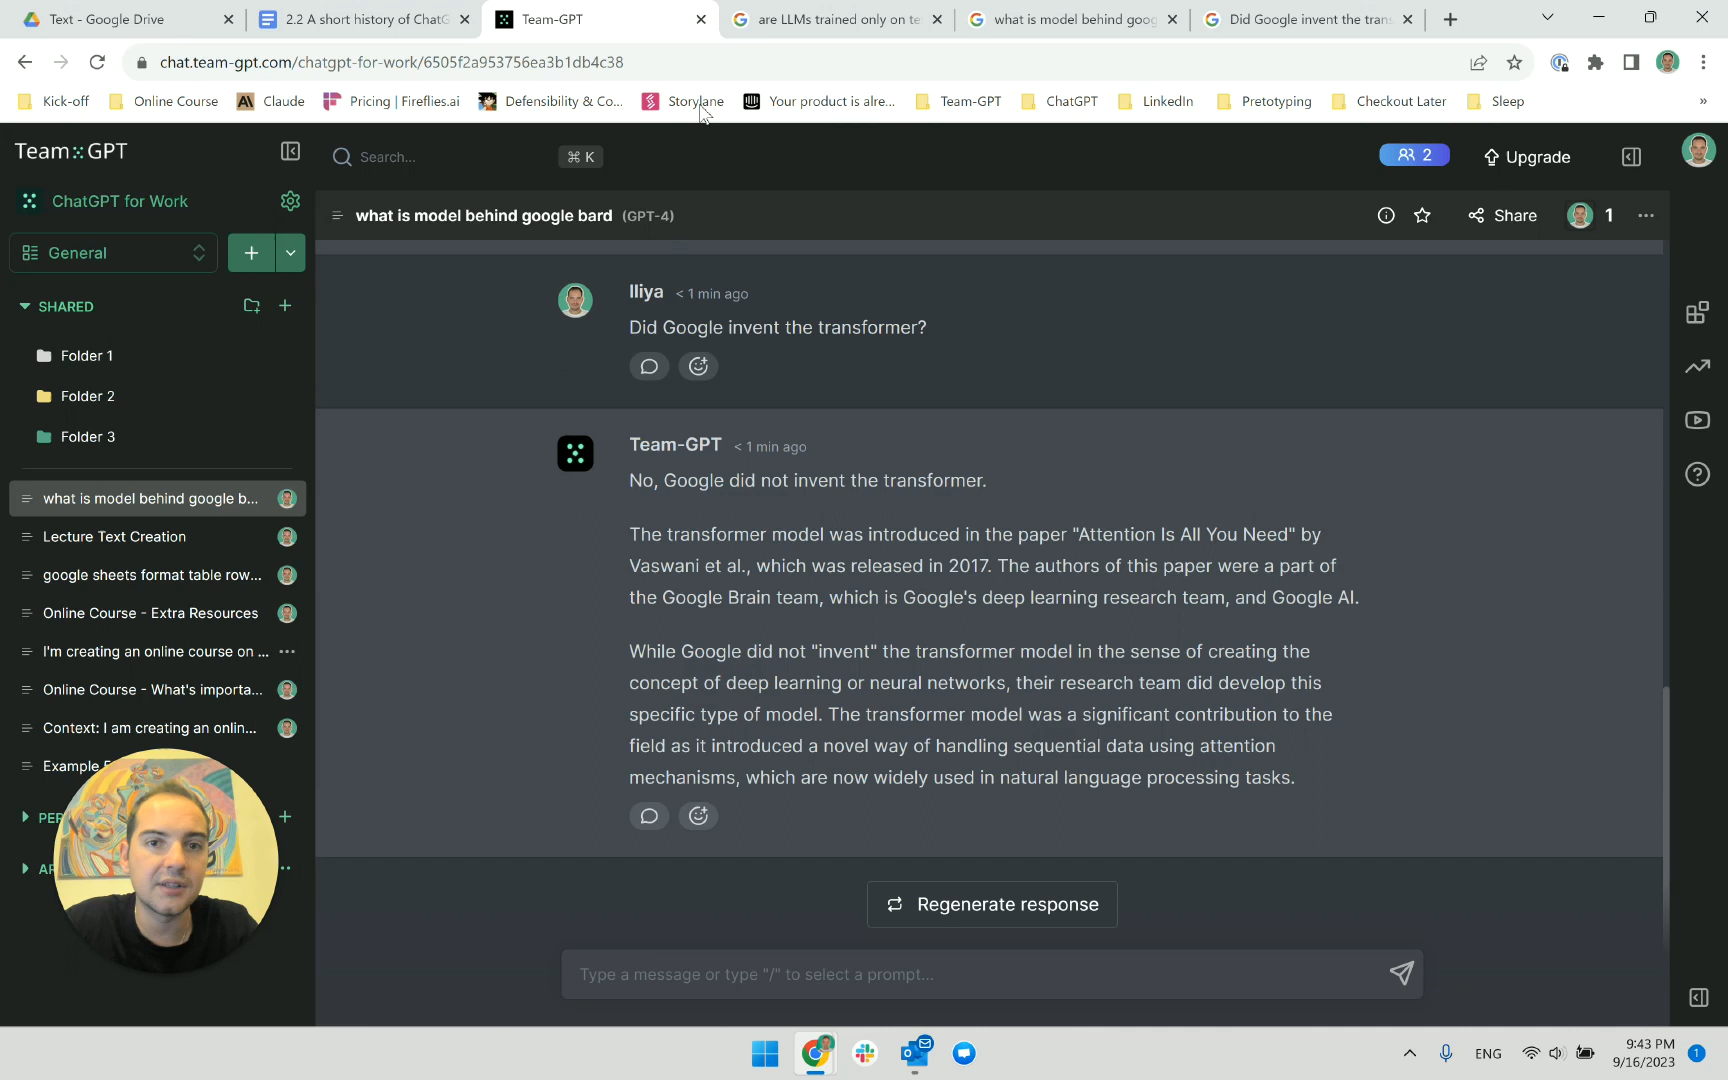 Text - Google Drive
2.2 A short history of ChatG
Team-GPT
are LLMs trained only on te
what is model behind goog
Did Google invent the trans
chat.team-gpt.com/chatgpt-for-work/6505f2a953756ea3b1db4c38
Kick-off
Online Course
Claude
Pricing | Fireflies.ai
Defensibility & Co...
Storylane
Your product is alre...
Team-GPT
ChatGPT
LinkedIn
Pretotyping
Checkout Later
Sleep
»
Team GPT
Search...
⌘ K
2
Upgrade
ChatGPT for Work
what is model behind google bard (GPT-4)
Share
1
General
SHARED
Folder 1
Folder 2
Folder 3
what is model behind google b...
Lecture Text Creation
google sheets format table row...
Online Course - Extra Resources
I'm creating an online course on ...
Online Course - What's importa...
Context: I am creating an onlin...
Example
PER
AR
Iliya < 1 min ago
Did Google invent the transformer?
Team-GPT < 1 min ago
No, Google did not invent the transformer.
The transformer model was introduced in the paper "Attention Is All You Need" by
Vaswani et al., which was released in 2017. The authors of this paper were a part of
the Google Brain team, which is Google's deep learning research team, and Google AI.
While Google did not "invent" the transformer model in the sense of creating the
concept of deep learning or neural networks, their research team did develop this
specific type of model. The transformer model was a significant contribution to the
field as it introduced a novel way of handling sequential data using attention
mechanisms, which are now widely used in natural language processing tasks.
Regenerate response
Type a message or type "/" to select a prompt...
ENG
9:43 PM
9/16/2023
1